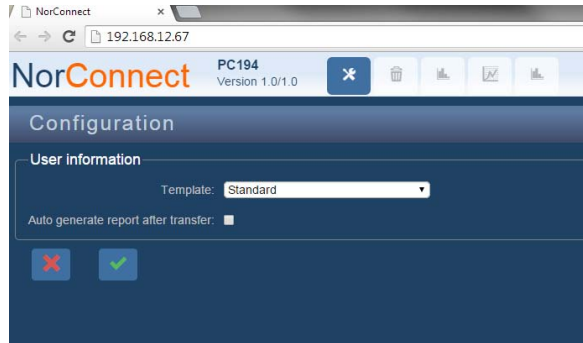 NorConnect
192.168.12.67
NorConnect
PC194
Version 1.0/1.0
Configuration
User information
Template: Standard
Auto generate report after transfer: